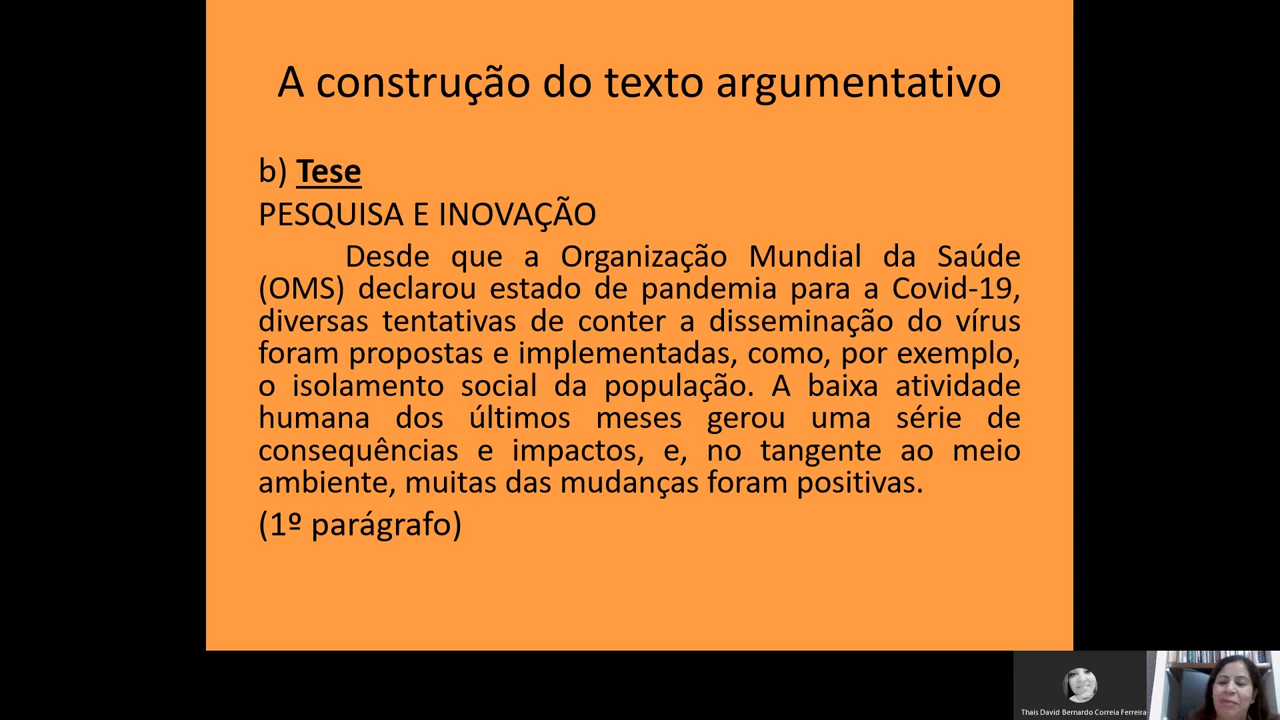 A construção do texto argumentativo
b) Tese
PESQUISA E INOVAÇÃO
Desde que a Organização Mundial da Saúde
(OMS) declarou estado de pandemia para a Covid-19,
diversas tentativas de conter a disseminação do vírus
foram propostas e implementadas, como, por exemplo,
o isolamento social da população. A baixa atividade
humana dos últimos meses gerou uma série de
consequências e impactos, e, no tangente ao meio
ambiente, muitas das mudanças foram positivas.
(1º parágrafo)
Thais David Bernardo Correia Ferreira